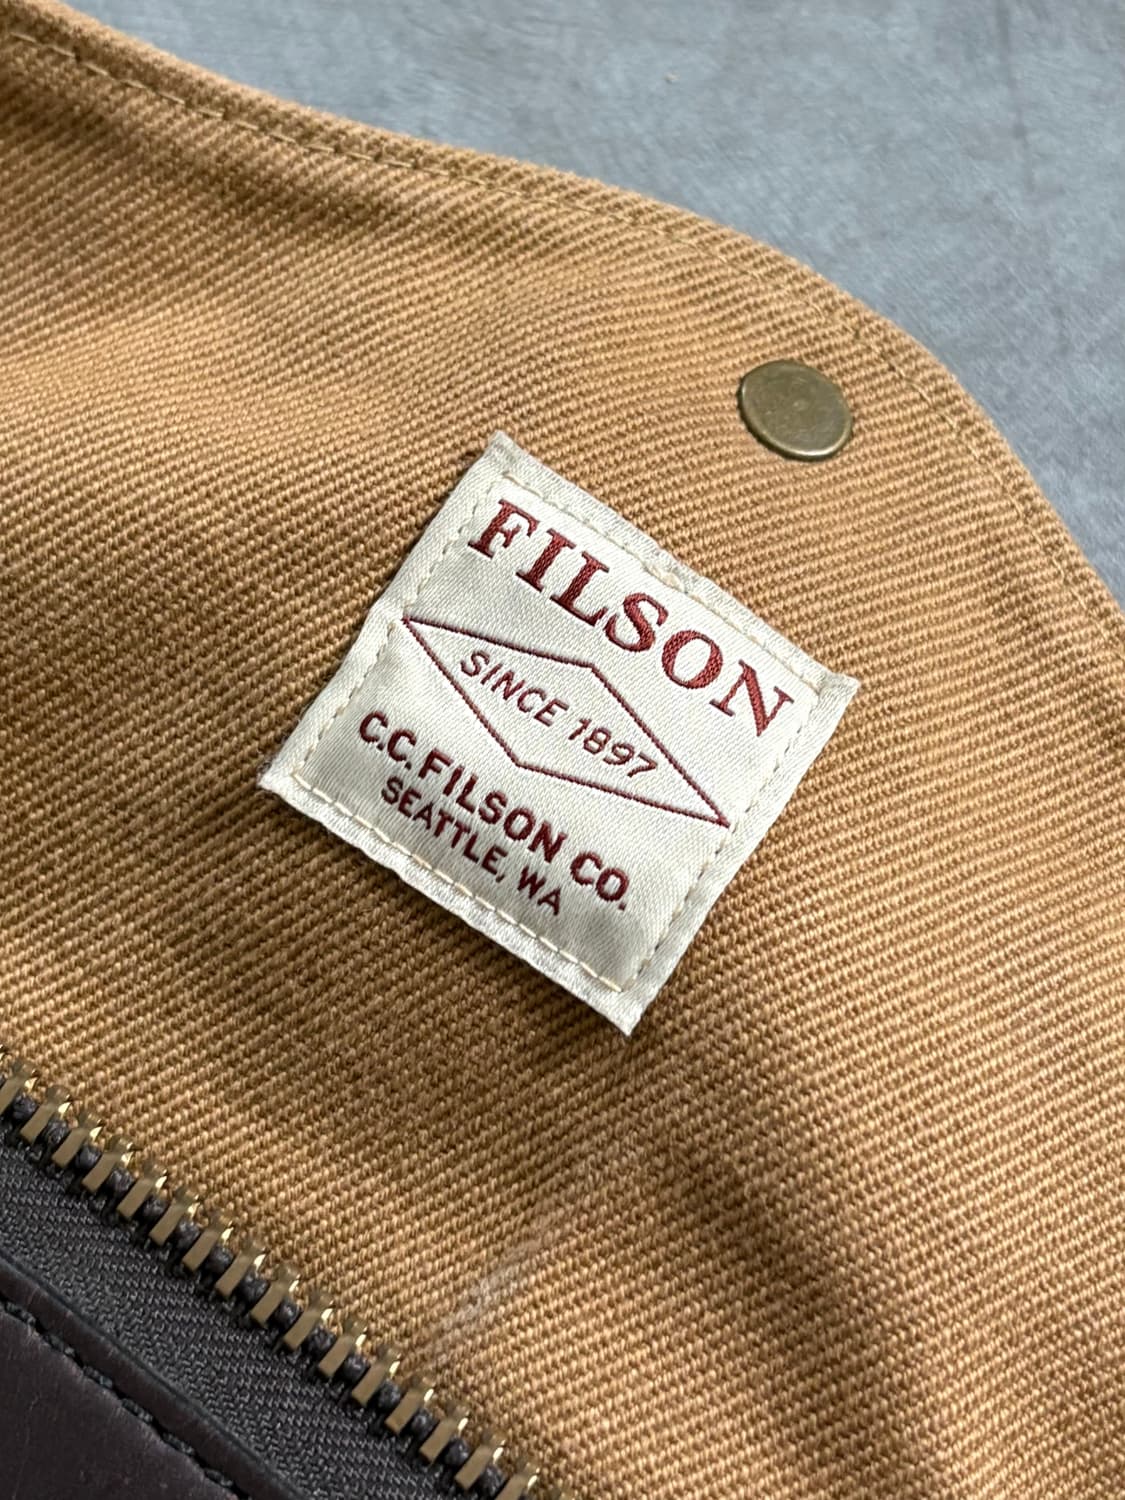 FILSON
SINCE 1897
C.C. FILSON CO.
SEATTLE, WA